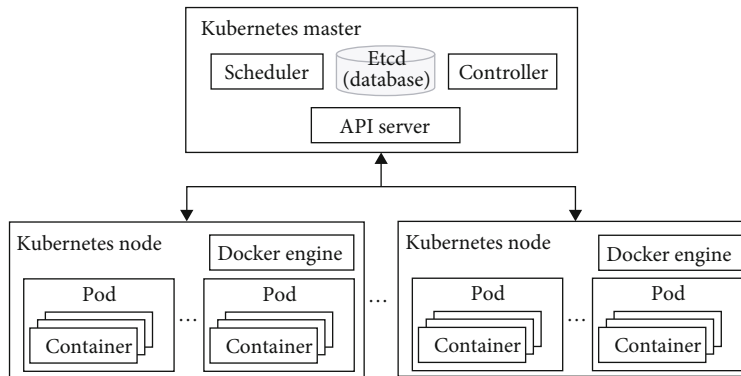 Kubernetes master
Scheduler
Etcd
(database)
Controller
API server
Kubernetes node
Docker engine
Pod
Container
...
Pod
Container
...
Kubernetes node
Docker engine
Pod
Container
...
Pod
Container